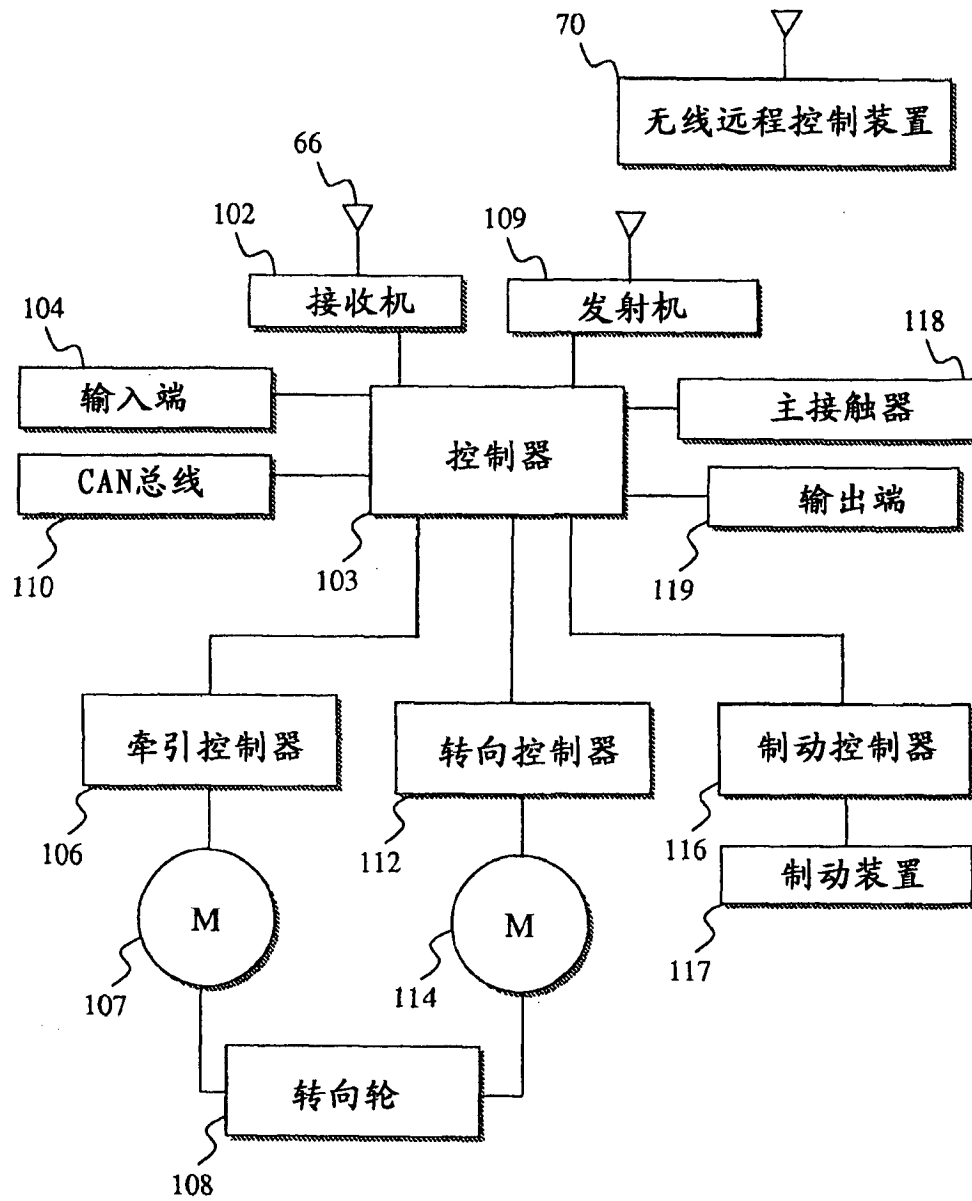 70
无线远程控制装置
66
102
109
接收机
发射机
104
118
输入端
主接触器
控制器
CAN总线
输出端
110
103
119
牵引控制器
转向控制器
制动控制器
106
112
116
制动装置
M
M
117
107
114
转向轮
108